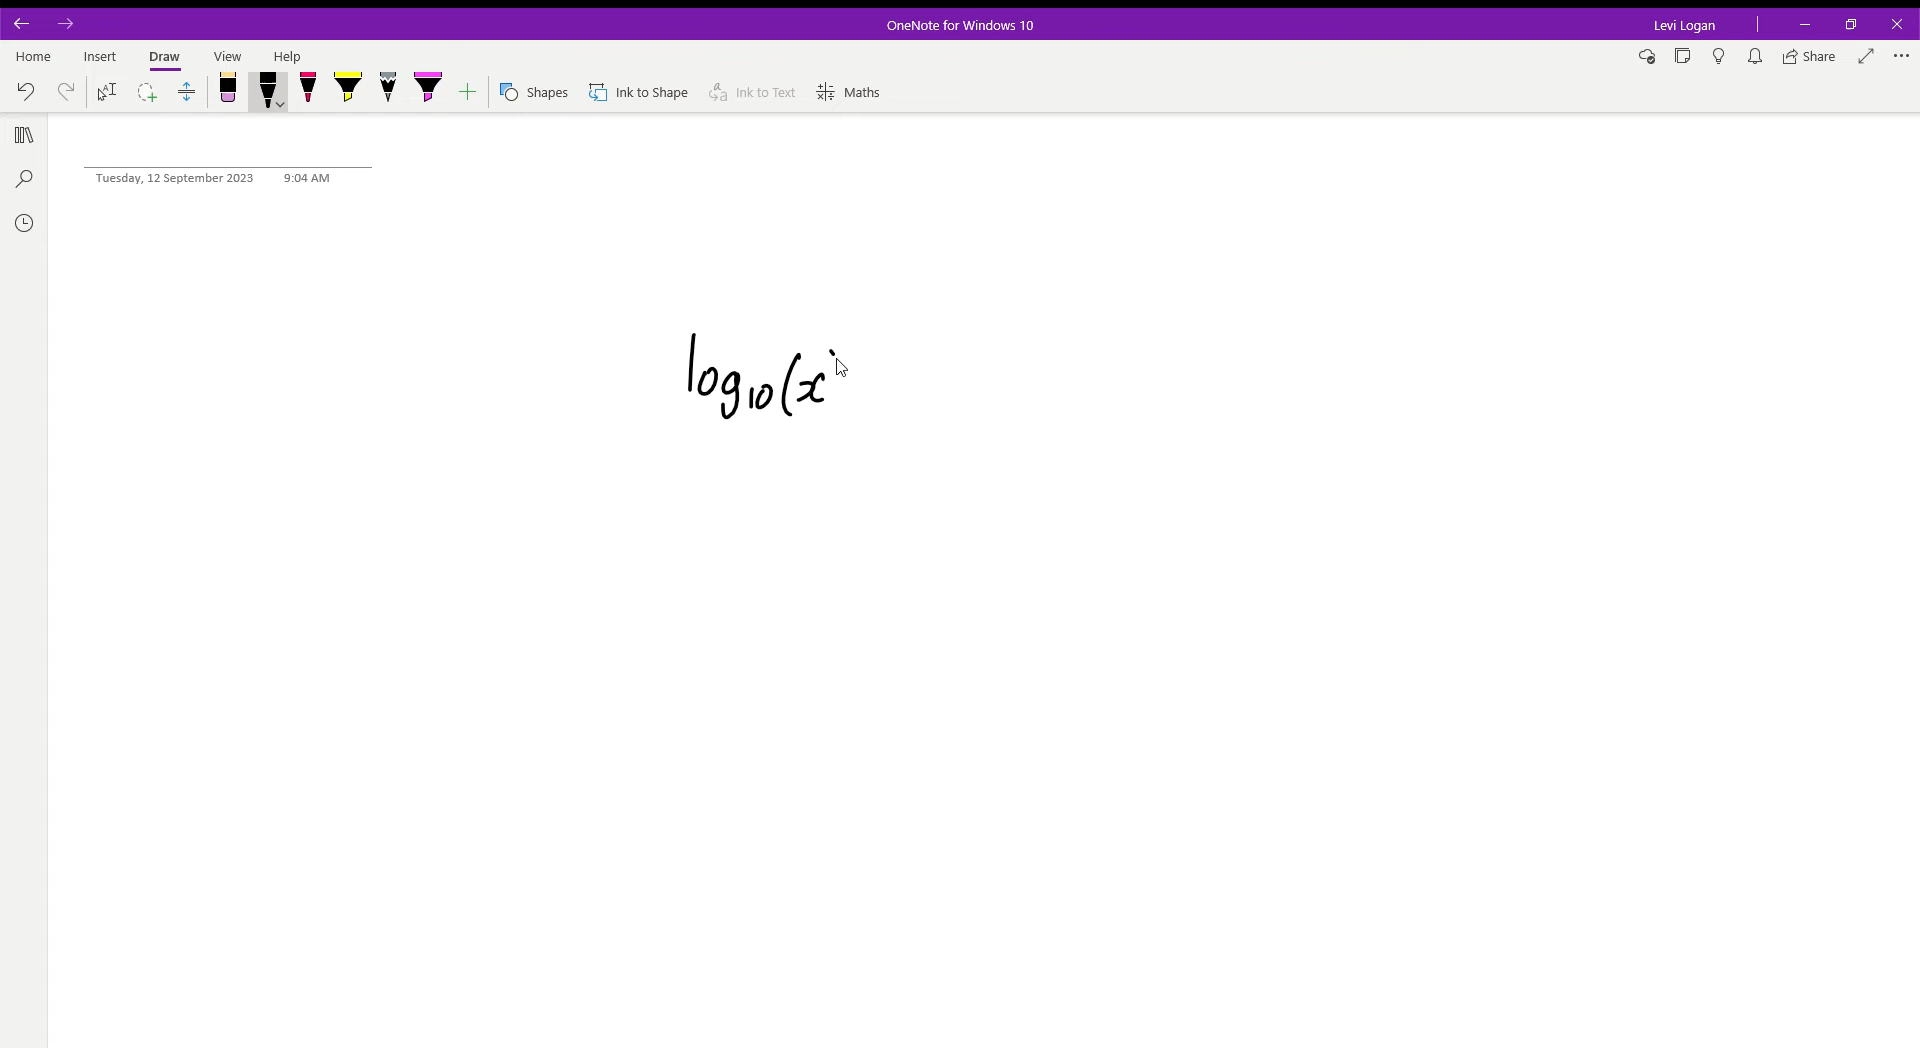 OneNote for Windows 10
Levi Logan
Home Insert Draw View Help
Share
Shapes Ink to Shape Ink to Text Maths
Tuesday, 12 September 2023 9:04 AM
log₁₀(x